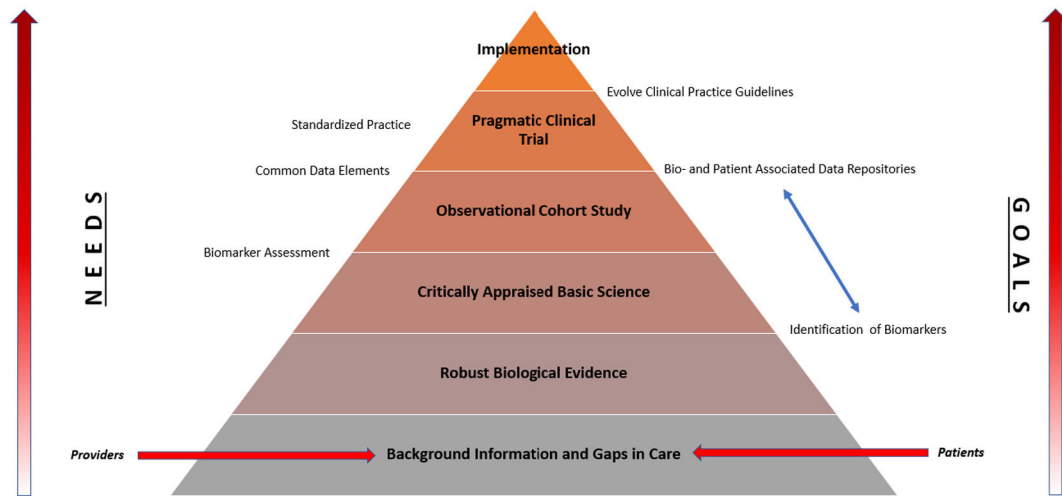 Implementation
Evolve Clinical Practice Guidelines
Standardized Practice
Pragmatic Clinical
Trial
Common Data Elements
Bio- and Patient Associated Data Repositories
NEEDS
GOALS
Observational Cohort Study
Biomarker Assessment
Critically Appraised Basic Science
Identification of Biomarkers
Robust Biological Evidence
Providers
Background Information and Gaps in Care
Patients